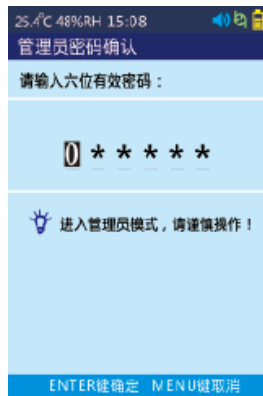 25.4℃ 48%RH 15:08
管理员密码确认
请输入六位有效密码：
0 * * * * *
进入管理员模式，请谨慎操作！
ENTER键确定 MENU键取消